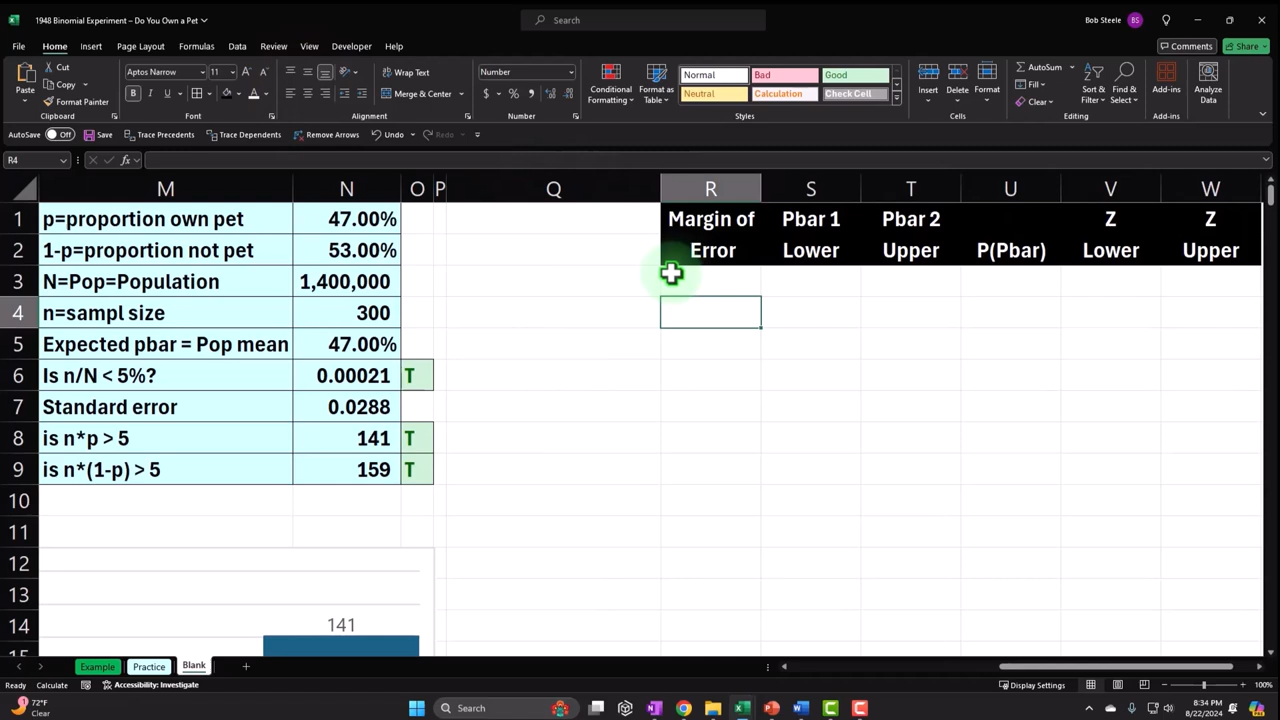 1948 Binomial Experiment – Do You Own a Pet
Search
Bob Steele
BS
File
Home
Insert
Page Layout
Formulas
Data
Review
View
Developer
Help
Comments
Share
Paste
Cut
Copy
Format Painter
Clipboard
Aptos Narrow
11
B I U
Font
Wrap Text
Merge & Center
Alignment
Number
$ % ,
Number
Conditional
Formatting
Format as
Table
Normal
Bad
Good
Neutral
Calculation
Check Cell
Styles
Insert
Delete
Format
Cells
AutoSum
Fill
Clear
Sort &
Filter
Find &
Select
Editing
Add-ins
Add-ins
Analyze
Data
AutoSave Off
Save
Trace Precedents
Trace Dependents
Remove Arrows
Undo
Redo
R4
fx
M N O P Q R S T U V W
1 p=proportion own pet 47.00% Margin of Pbar 1 Pbar 2 Z Z
2 1-p=proportion not pet 53.00% Error Lower Upper P(Pbar) Lower Upper
3 N=Pop=Population 1,400,000
4 n=sampl size 300
5 Expected pbar = Pop mean 47.00%
6 Is n/N < 5%? 0.00021 T
7 Standard error 0.0288
8 is n*p > 5 141 T
9 is n*(1-p) > 5 159 T
10
11
12
13
14 141
15
Example
Practice
Blank
Ready
Calculate
Accessibility: Investigate
Display Settings
100%
72°F
Clear
Search
8:34 PM
8/22/2024